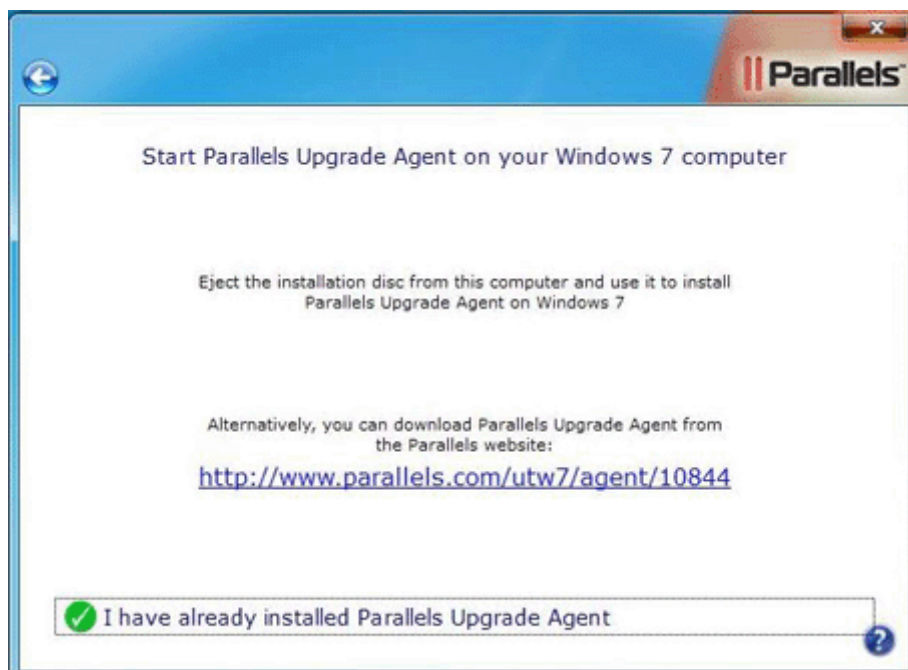 Parallels™
Start Parallels Upgrade Agent on your Windows 7 computer
Eject the installation disc from this computer and use it to install
Parallels Upgrade Agent on Windows 7
Alternatively, you can download Parallels Upgrade Agent from
the Parallels website:
http://www.parallels.com/utw7/agent/10844
I have already installed Parallels Upgrade Agent
?